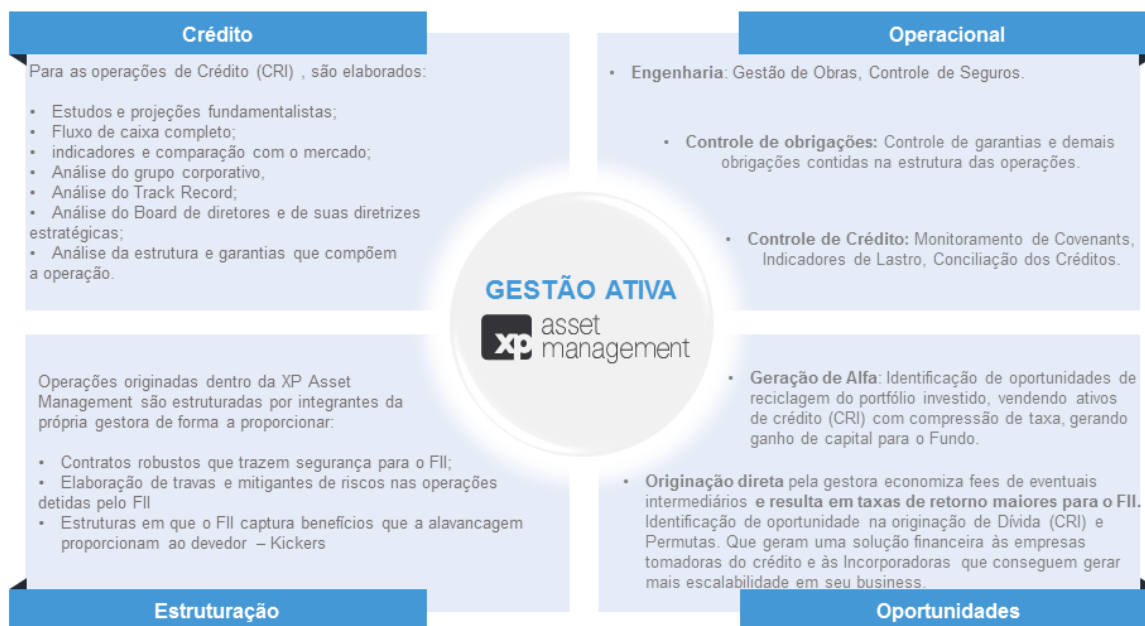 Crédito
Para as operações de Crédito (CRI) , são elaborados:
• Estudos e projeções fundamentalistas;
• Fluxo de caixa completo;
• indicadores e comparação com o mercado;
• Análise do grupo corporativo,
• Análise do Track Record;
• Análise do Board de diretores e de suas diretrizes
estratégicas;
• Análise da estrutura e garantias que compõem
a operação.
Operacional
• Engenharia: Gestão de Obras, Controle de Seguros.
• Controle de obrigações: Controle de garantias e demais
obrigações contidas na estrutura das operações.
• Controle de Crédito: Monitoramento de Covenants,
Indicadores de Lastro, Conciliação dos Créditos.
GESTÃO ATIVA
xp asset
management
Operações originadas dentro da XP Asset
Management são estruturadas por integrantes da
própria gestora de forma a proporcionar:
• Contratos robustos que trazem segurança para o FII;
• Elaboração de travas e mitigantes de riscos nas operações
detidas pelo FII
• Estruturas em que o FII captura benefícios que a alavancagem
proporcionam ao devedor – Kickers
Estruturação
• Geração de Alfa: Identificação de oportunidades de
reciclagem do portfólio investido, vendendo ativos
de crédito (CRI) com compressão de taxa, gerando
ganho de capital para o Fundo.
• Originação direta pela gestora economiza fees de eventuais
intermediários e resulta em taxas de retorno maiores para o FII.
Identificação de oportunidade na originação de Dívida (CRI) e
Permutas. Que geram uma solução financeira às empresas
tomadoras do crédito e às Incorporadoras que conseguem gerar
mais escalabilidade em seu business.
Oportunidades